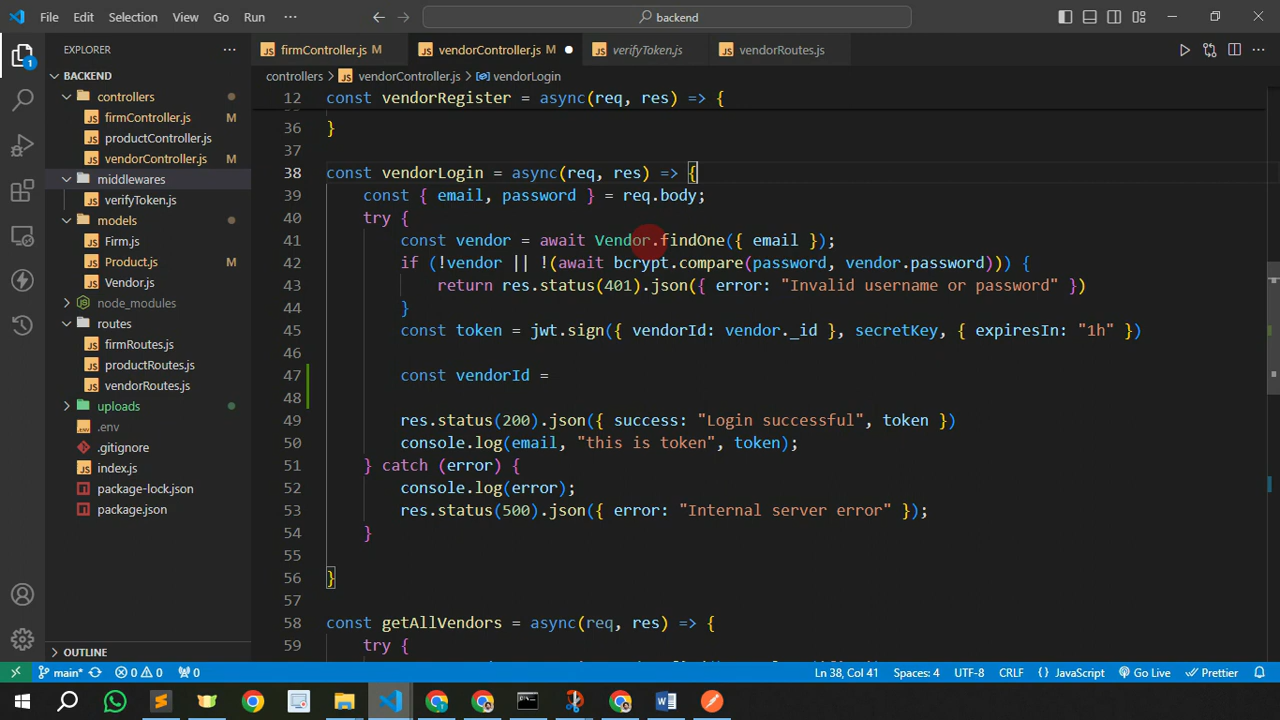 File Edit Selection View Go Run ··· backend
EXPLORER ···
firmController.js M vendorController.js M verifyToken.js vendorRoutes.js
BACKEND
controllers
firmController.js M
productController.js
vendorController.js M
middlewares
verifyToken.js
models
Firm.js
Product.js
Vendor.js
node_modules
routes
firmRoutes.js
productRoutes.js
vendorRoutes.js
uploads
.env
.gitignore
index.js
package-lock.json
package.json
OUTLINE
1
controllers > vendorController.js > vendorLogin
12 const vendorRegister = async(req, res) => {
36 }
37
38 const vendorLogin = async(req, res) => {
39 const { email, password } = req.body;
40 try {
41 const vendor = await Vendor.findOne({ email });
42 if (!vendor || !(await bcrypt.compare(password, vendor.password))) {
43 return res.status(401).json({ error: "Invalid username or password" })
44 }
45 const token = jwt.sign({ vendorId: vendor._id }, secretKey, { expiresIn: "1h" })
46
47 const vendorId =
48
49 res.status(200).json({ success: "Login successful", token })
50 console.log(email, "this is token", token);
51 } catch (error) {
52 console.log(error);
53 res.status(500).json({ error: "Internal server error" });
54 }
55
56 }
57
58 const getAllVendors = async(req, res) => {
59 try {
main* 0 0 0 Ln 38, Col 41 Spaces: 4 UTF-8 CRLF { } JavaScript Go Live Prettier